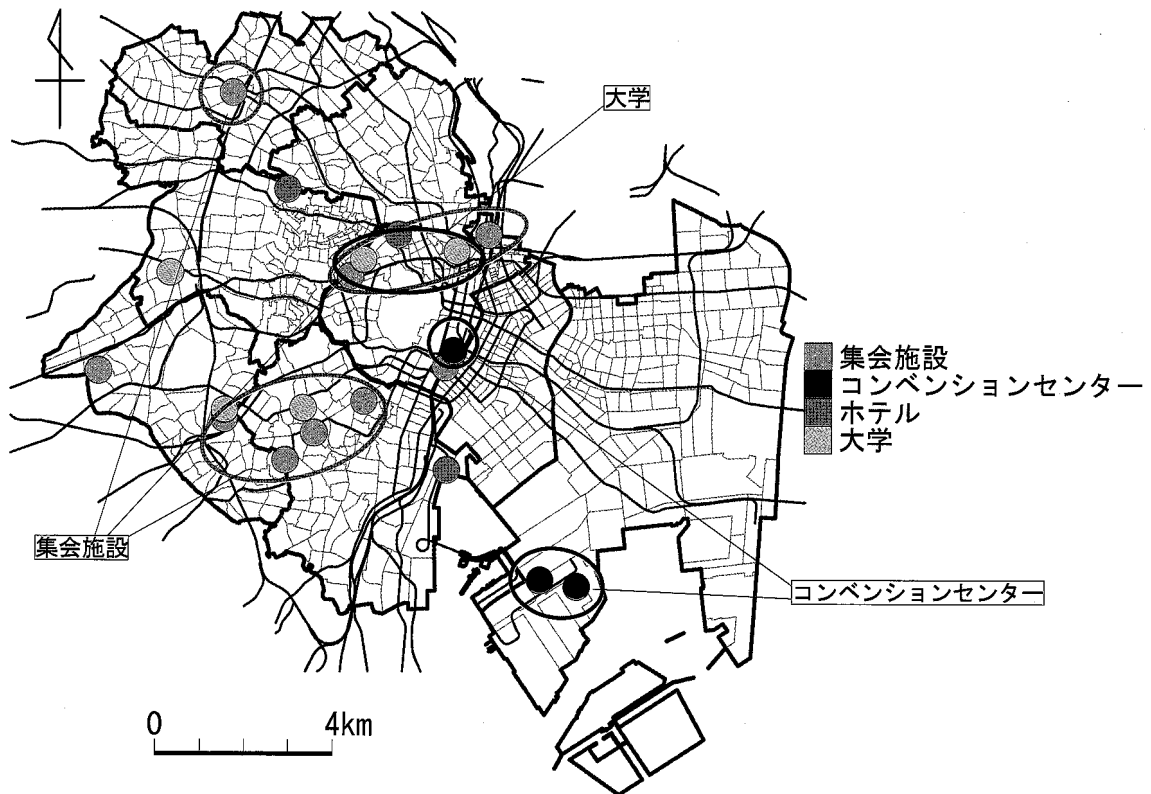 大学
集会施設
コンベンションセンター
ホテル
大学
集会施設
コンベンションセンター
0 4km